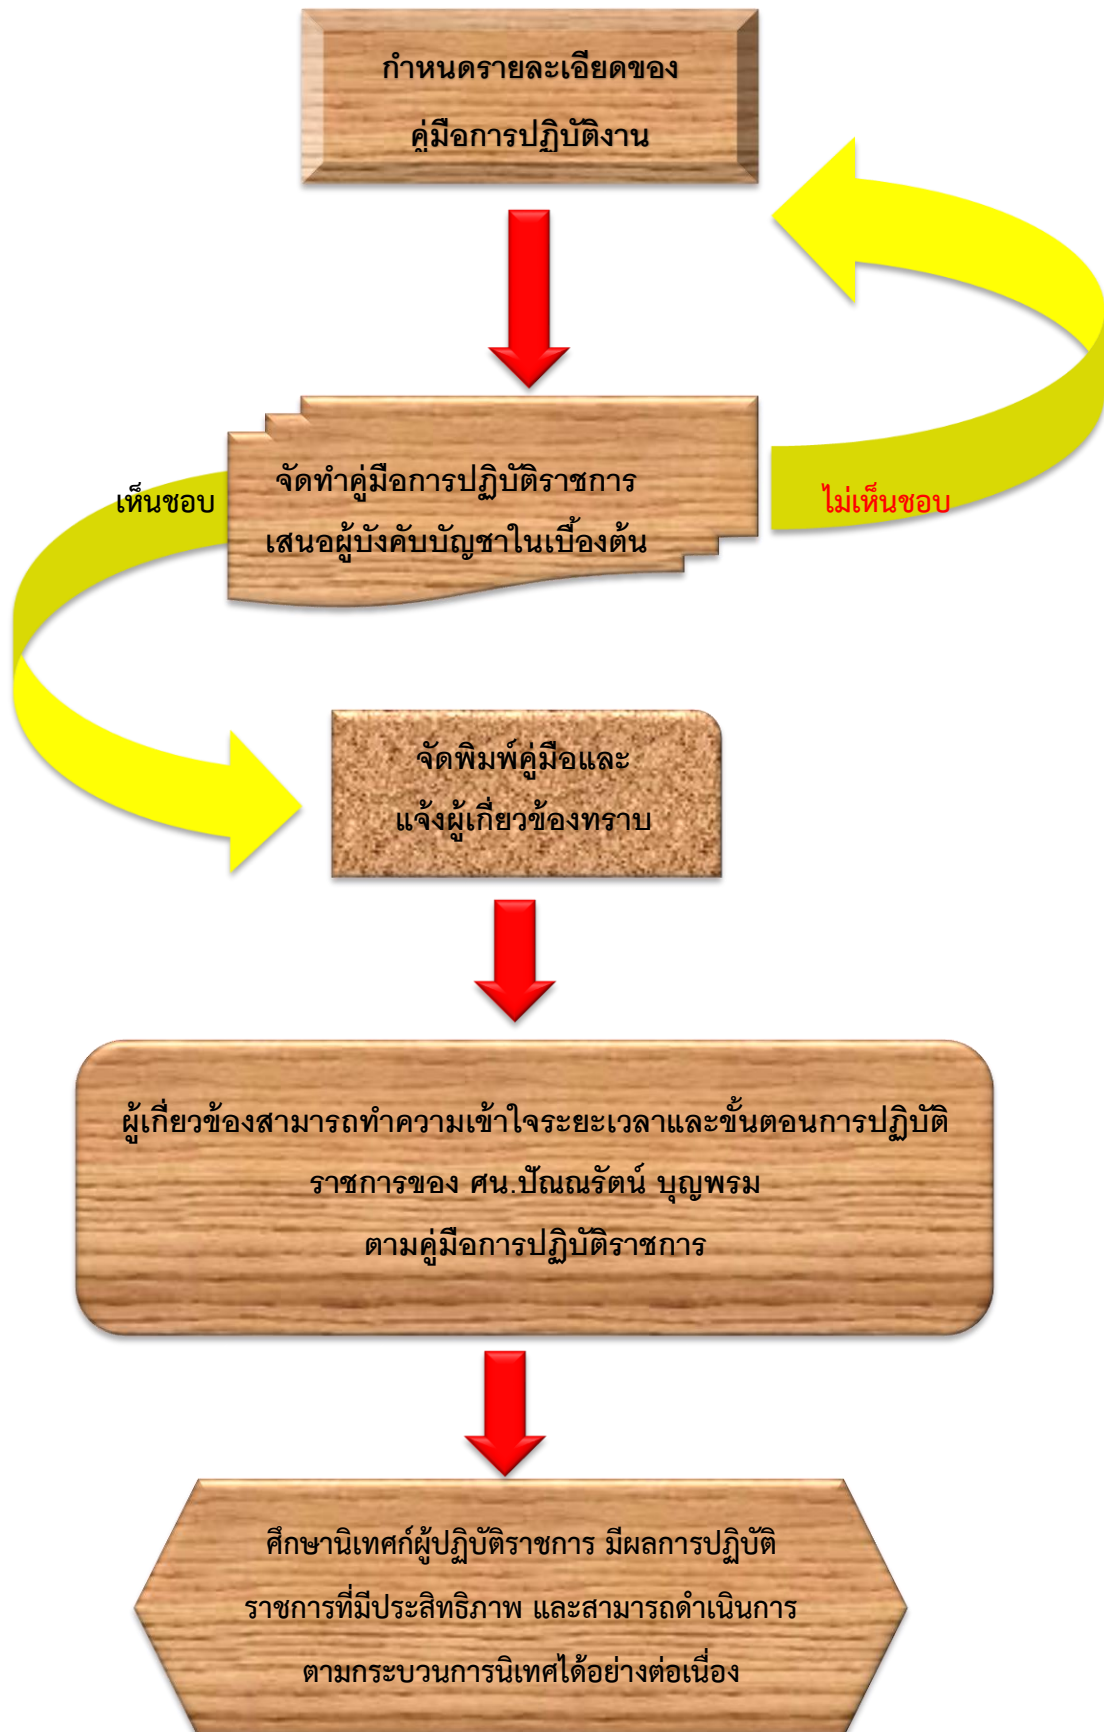 กำหนดรายละเอียดของ
คู่มือการปฏิบัติงาน
จัดทำคู่มือการปฏิบัติราชการ
เสนอผู้บังคับบัญชาในเบื้องต้น
เห็นชอบ
ไม่เห็นชอบ
จัดพิมพ์คู่มือและ
แจ้งผู้เกี่ยวข้องทราบ
ผู้เกี่ยวข้องสามารถทำความเข้าใจระยะเวลาและขั้นตอนการปฏิบัติ
ราชการของ ศน.ปัณณรัตน์ บุญพรม
ตามคู่มือการปฏิบัติราชการ
ศึกษานิเทศก์ผู้ปฏิบัติราชการ มีผลการปฏิบัติ
ราชการที่มีประสิทธิภาพ และสามารถดำเนินการ
ตามกระบวนการนิเทศได้อย่างต่อเนื่อง